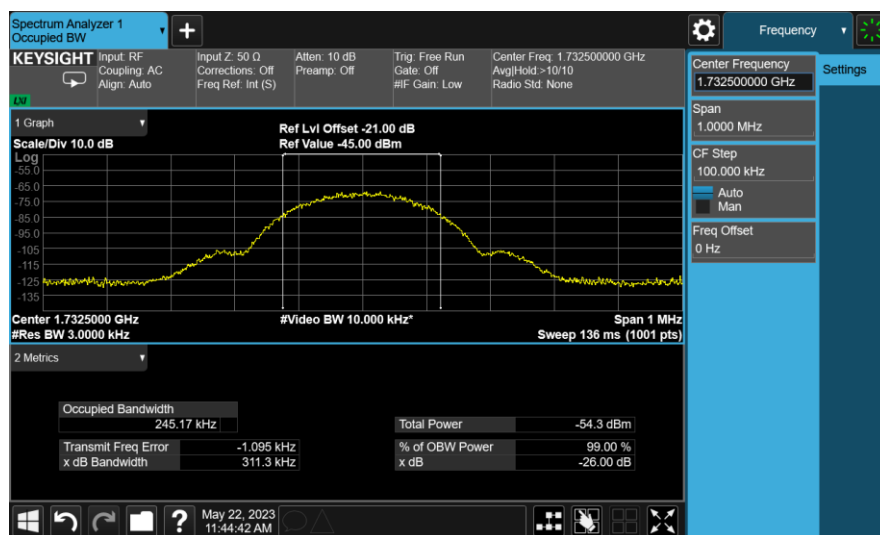 Spectrum Analyzer 1
Occupied BW
Frequency
KEYSIGHT
Input: RF
Coupling: AC
Align: Auto
Input Z: 50 Ω
Corrections: Off
Freq Ref: Int (S)
Atten: 10 dB
Preamp: Off
Trig: Free Run
Gate: Off
#IF Gain: Low
Center Freq: 1.732500000 GHz
Avg|Hold:>10/10
Radio Std: None
LXI
Center Frequency
1.732500000 GHz
Settings
Span
1.0000 MHz
CF Step
100.000 kHz
Auto
Man
Freq Offset
0 Hz
1 Graph
Scale/Div 10.0 dB
Ref Lvl Offset -21.00 dB
Ref Value -45.00 dBm
Log
-55.0
-65.0
-75.0
-85.0
-95.0
-105
-115
-125
-135
Center 1.7325000 GHz
#Video BW 10.000 kHz*
Span 1 MHz
#Res BW 3.0000 kHz
Sweep 136 ms (1001 pts)
2 Metrics
Occupied Bandwidth
245.17 kHz
Total Power -54.3 dBm
Transmit Freq Error -1.095 kHz
% of OBW Power 99.00 %
x dB Bandwidth 311.3 kHz
x dB -26.00 dB
?
May 22, 2023
11:44:42 AM